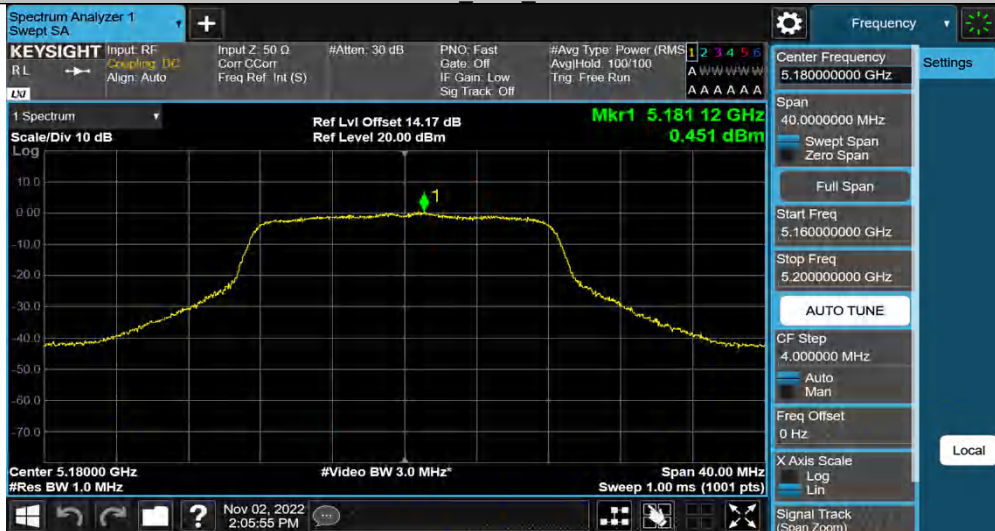 Spectrum Analyzer 1
Swept SA
Frequency
KEYSIGHT
RL
LXI
Input: RF
Coupling: DC
Align: Auto
Input Z: 50 Ω
Corr CCorr
Freq Ref: Int (S)
#Atten: 30 dB
PNO: Fast
Gate: Off
IF Gain: Low
Sig Track: Off
#Avg Type: Power (RMS
Avg|Hold: 100/100
Trig: Free Run
1 2 3 4 5 6
A W W W W W
A A A A A A
1 Spectrum
Scale/Div 10 dB
Log
Ref Lvl Offset 14.17 dB
Ref Level 20.00 dBm
Mkr1 5.181 12 GHz
0.451 dBm
10.0
0.00
-10.0
-20.0
-30.0
-40.0
-50.0
-60.0
-70.0
1
Center 5.18000 GHz
#Res BW 1.0 MHz
#Video BW 3.0 MHz*
Span 40.00 MHz
Sweep 1.00 ms (1001 pts)
?
Nov 02, 2022
2:05:55 PM
Center Frequency
5.180000000 GHz
Span
40.0000000 MHz
Swept Span
Zero Span
Full Span
Start Freq
5.160000000 GHz
Stop Freq
5.200000000 GHz
AUTO TUNE
CF Step
4.000000 MHz
Auto
Man
Freq Offset
0 Hz
X Axis Scale
Log
Lin
Signal Track
(Span Zoom)
Settings
Local